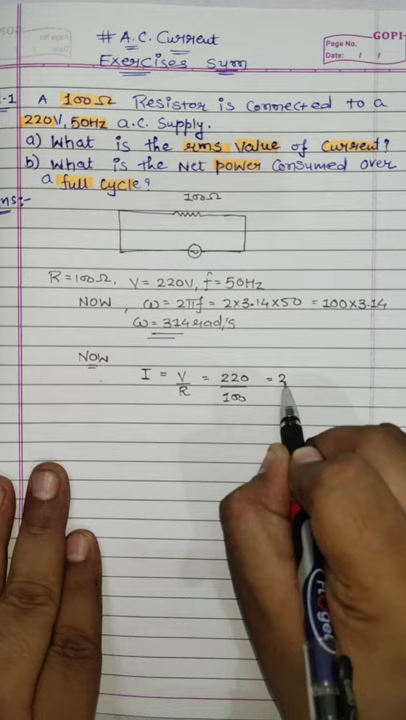 # A.C. Current
Exercises Sum
GOPI
Page No.
Date: / /
-1 A 100Ω Resistor is Connected to a
220V, 50Hz a.c. Supply.
a) What is the rms value of Current?
b) What is the Net power Consumed over
a full cycle?
ns:-
100Ω
R=100Ω, V=220V, f=50Hz
NOW, ω=2πf = 2×3.14×50 = 100×3.14
ω=314 rad/s
NOW
I = V/R = 220/100 = 2